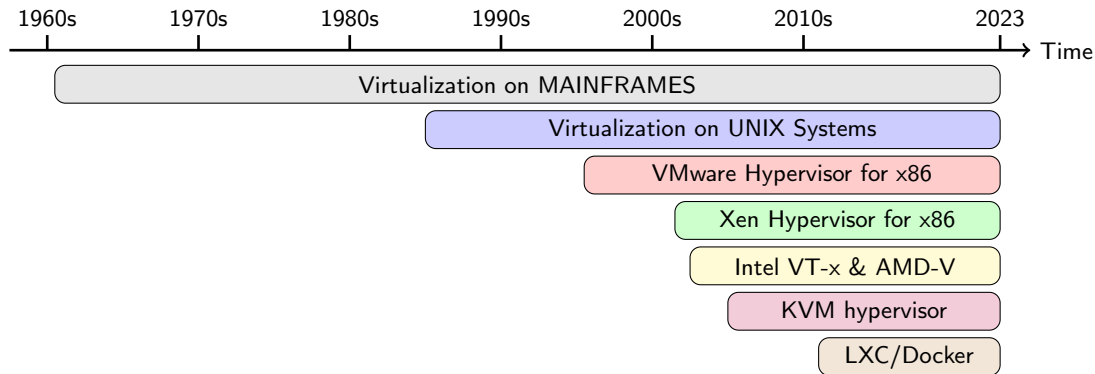 1960s 1970s 1980s 1990s 2000s 2010s 2023
Time
Virtualization on MAINFRAMES
Virtualization on UNIX Systems
VMware Hypervisor for x86
Xen Hypervisor for x86
Intel VT-x & AMD-V
KVM hypervisor
LXC/Docker